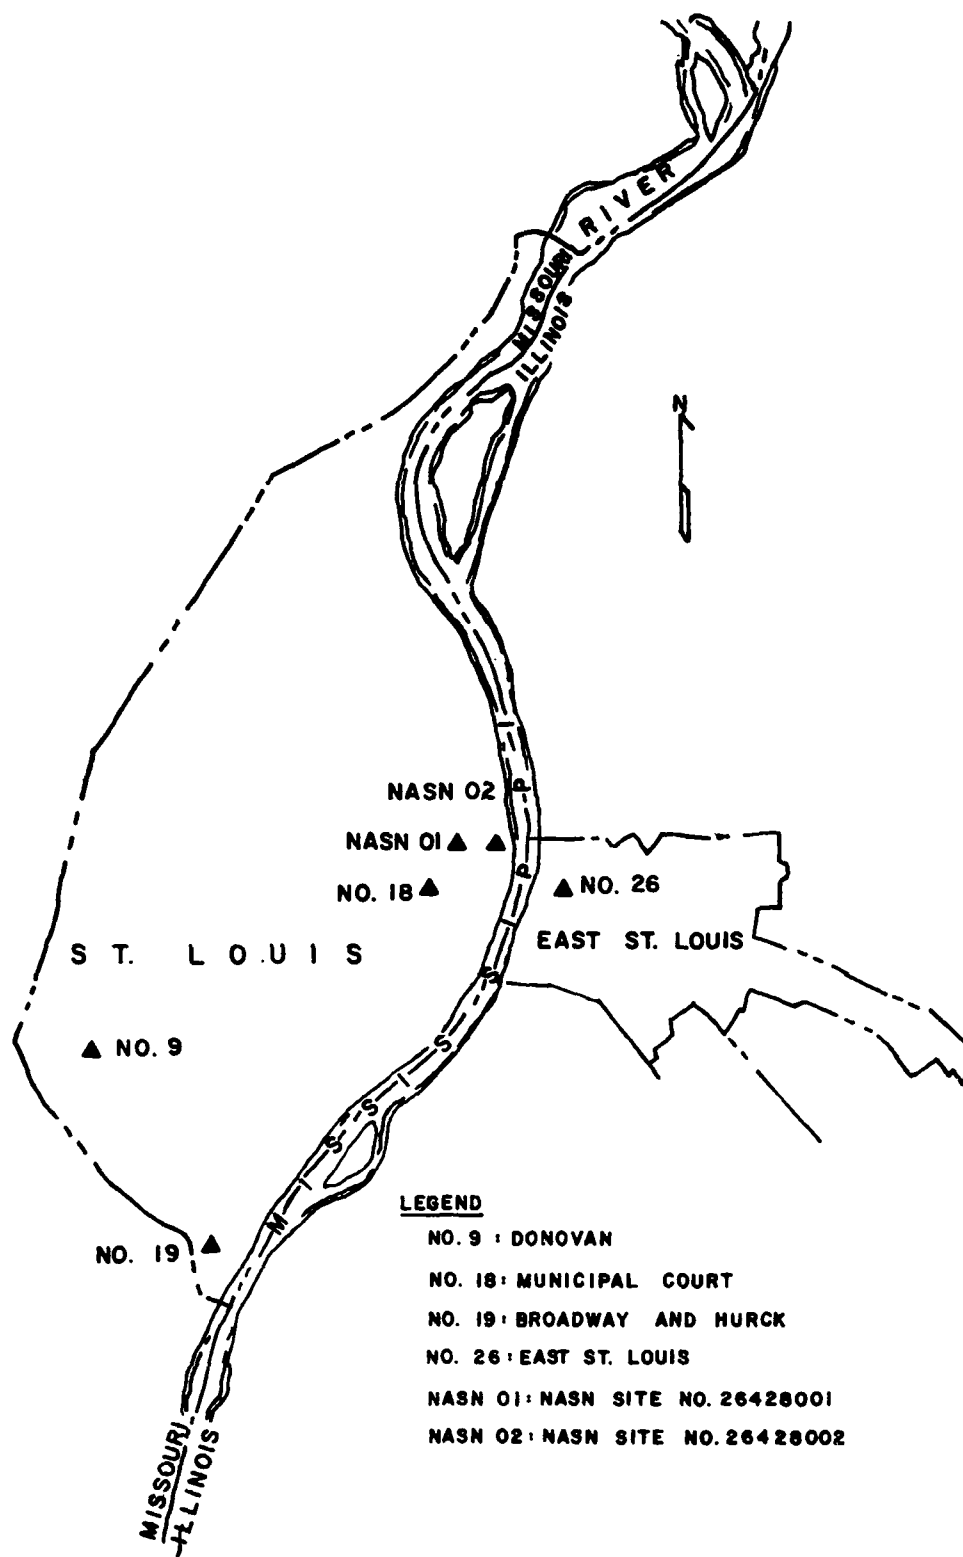 RIVER
MISSOURI
ILLINOIS
N
NASN 02
NASN 01
NO. 18
NO. 26
EAST ST. LOUIS
ST. LOUIS
NO. 9
NO. 19
MISSISSIPPI
LEGEND
NO. 9 : DONOVAN
NO. 18: MUNICIPAL COURT
NO. 19: BROADWAY AND HURCK
NO. 26: EAST ST. LOUIS
NASN 01: NASN SITE NO. 26428001
NASN 02: NASN SITE NO. 26428002
MISSOURI
ILLINOIS